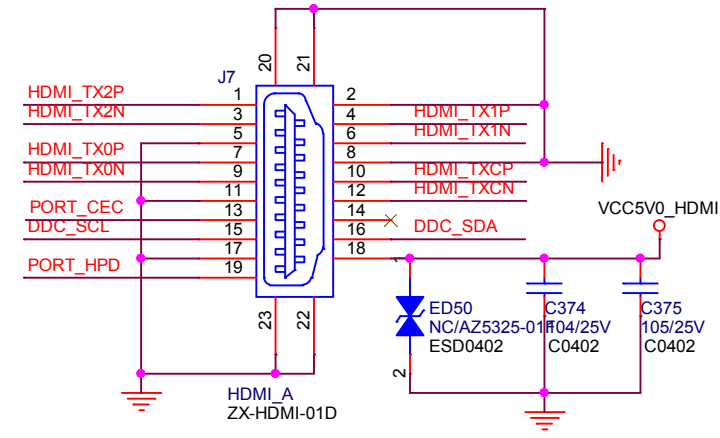 20
21
J7
HDMI_TX2P
1
2
HDMI_TX2N
3
4
HDMI_TX1P
5
6
HDMI_TX1N
HDMI_TX0P
7
8
HDMI_TX0N
9
10
HDMI_TXCP
11
12
HDMI_TXCN
PORT_CEC
13
14
VCC5V0_HDMI
DDC_SCL
15
16
DDC_SDA
17
18
PORT_HPD
19
1
23
22
ED50
NC/AZ5325-01F
ESD0402
2
C374
104/25V
C0402
C375
105/25V
C0402
HDMI_A
ZX-HDMI-01D